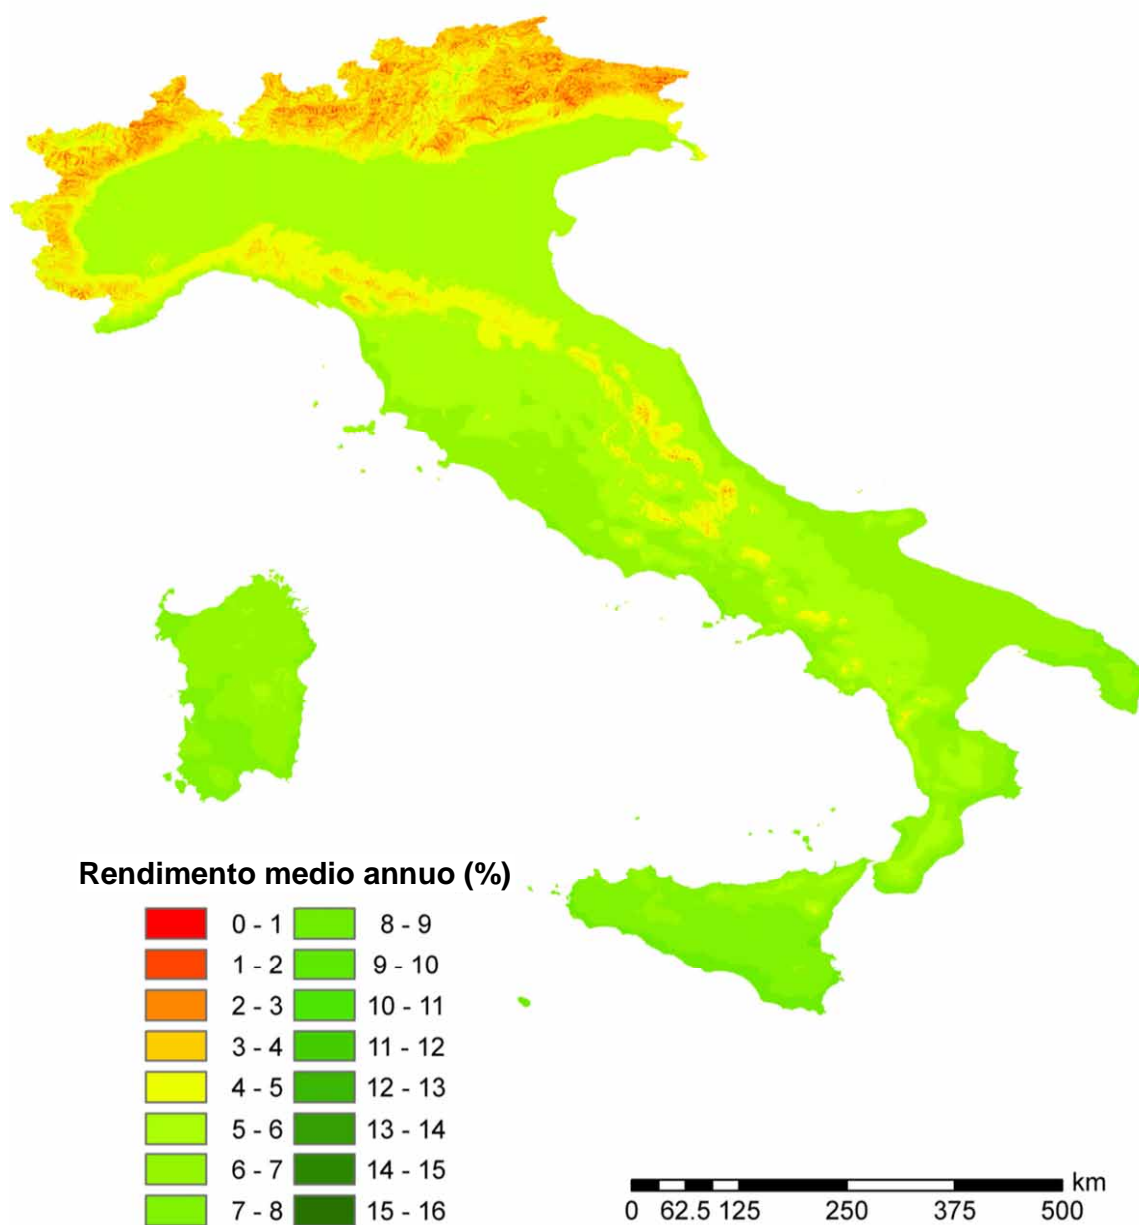 Rendimento medio annuo (%)
0 - 1 8 - 9
1 - 2 9 - 10
2 - 3 10 - 11
3 - 4 11 - 12
4 - 5 12 - 13
5 - 6 13 - 14
6 - 7 14 - 15
7 - 8 15 - 16
km
0 62.5 125 250 375 500